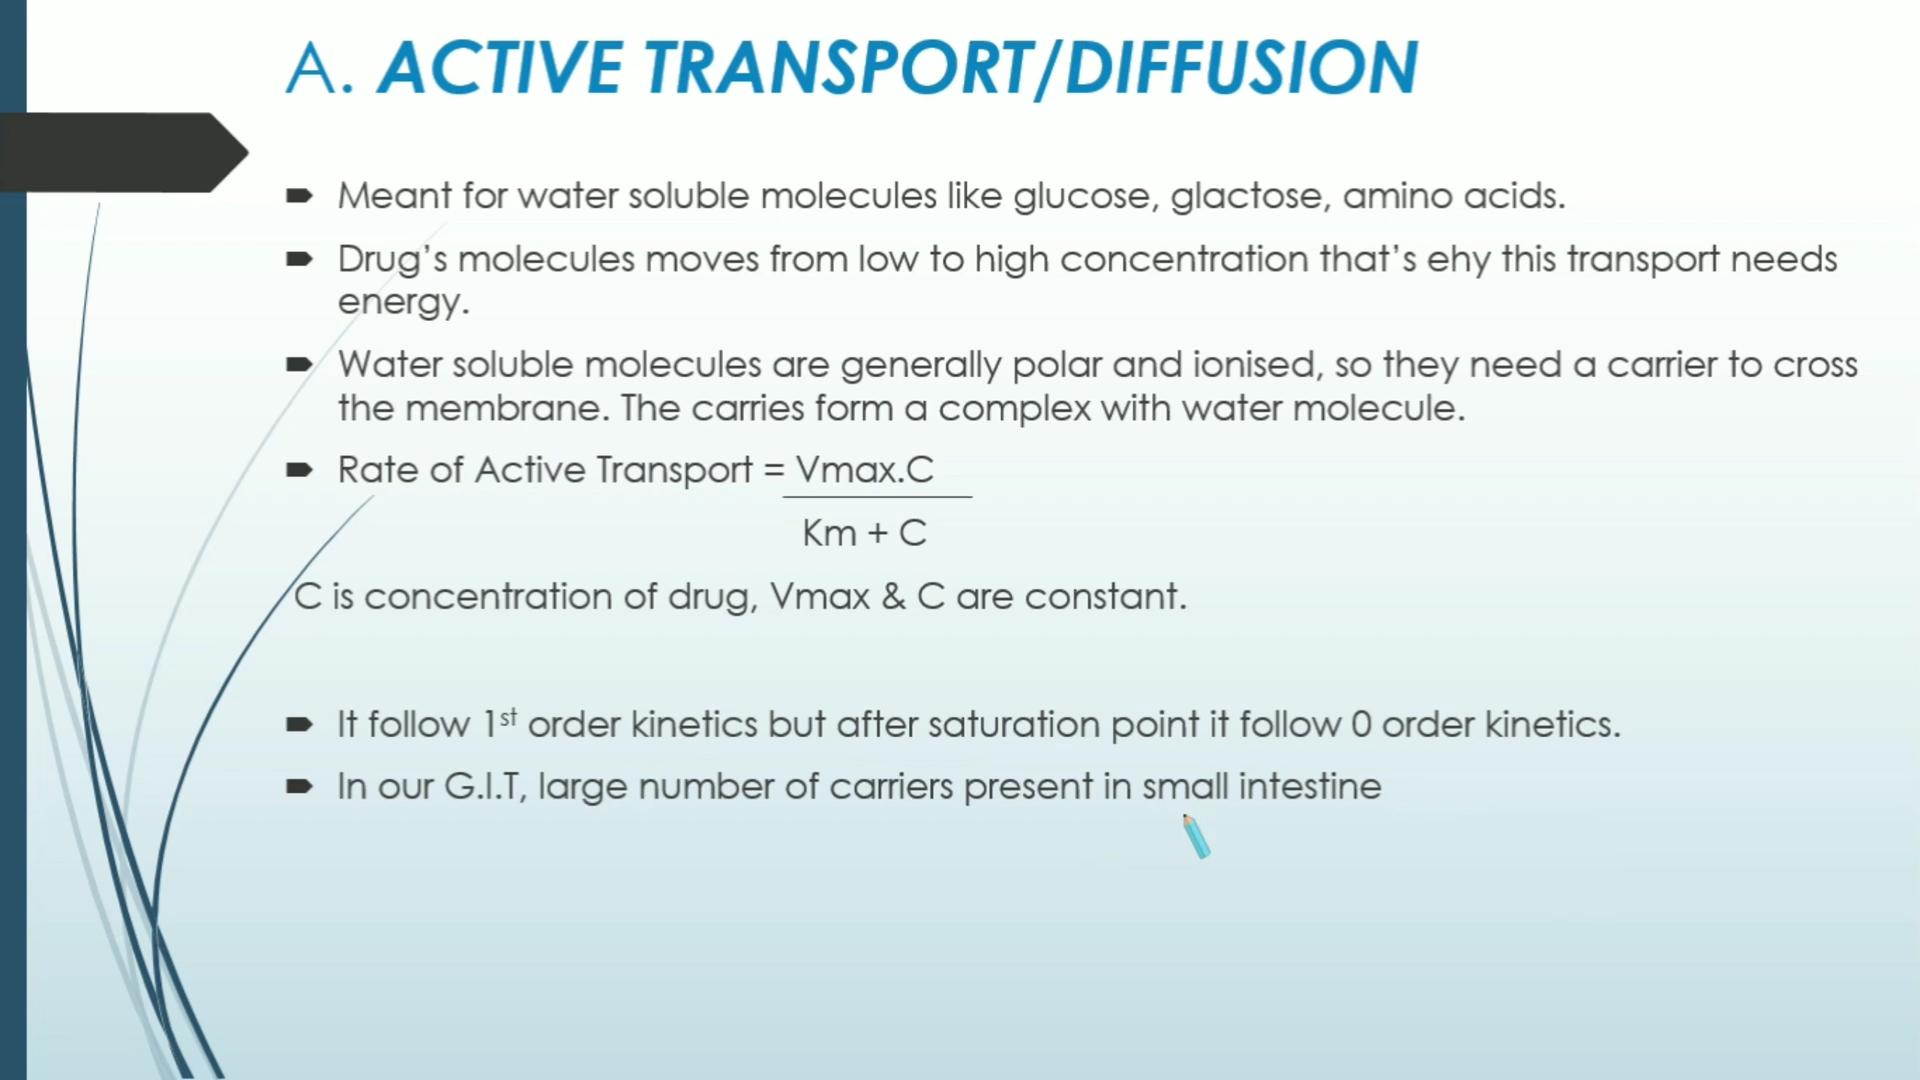 A. ACTIVE TRANSPORT/DIFFUSION
Meant for water soluble molecules like glucose, glactose, amino acids.
Drug's molecules moves from low to high concentration that's ehy this transport needs
energy.
Water soluble molecules are generally polar and ionised, so they need a carrier to cross
the membrane. The carries form a complex with water molecule.
Rate of Active Transport = Vmax.C
Km + C
C is concentration of drug, Vmax & C are constant.
It follow 1st order kinetics but after saturation point it follow 0 order kinetics.
In our G.I.T, large number of carriers present in small intestine